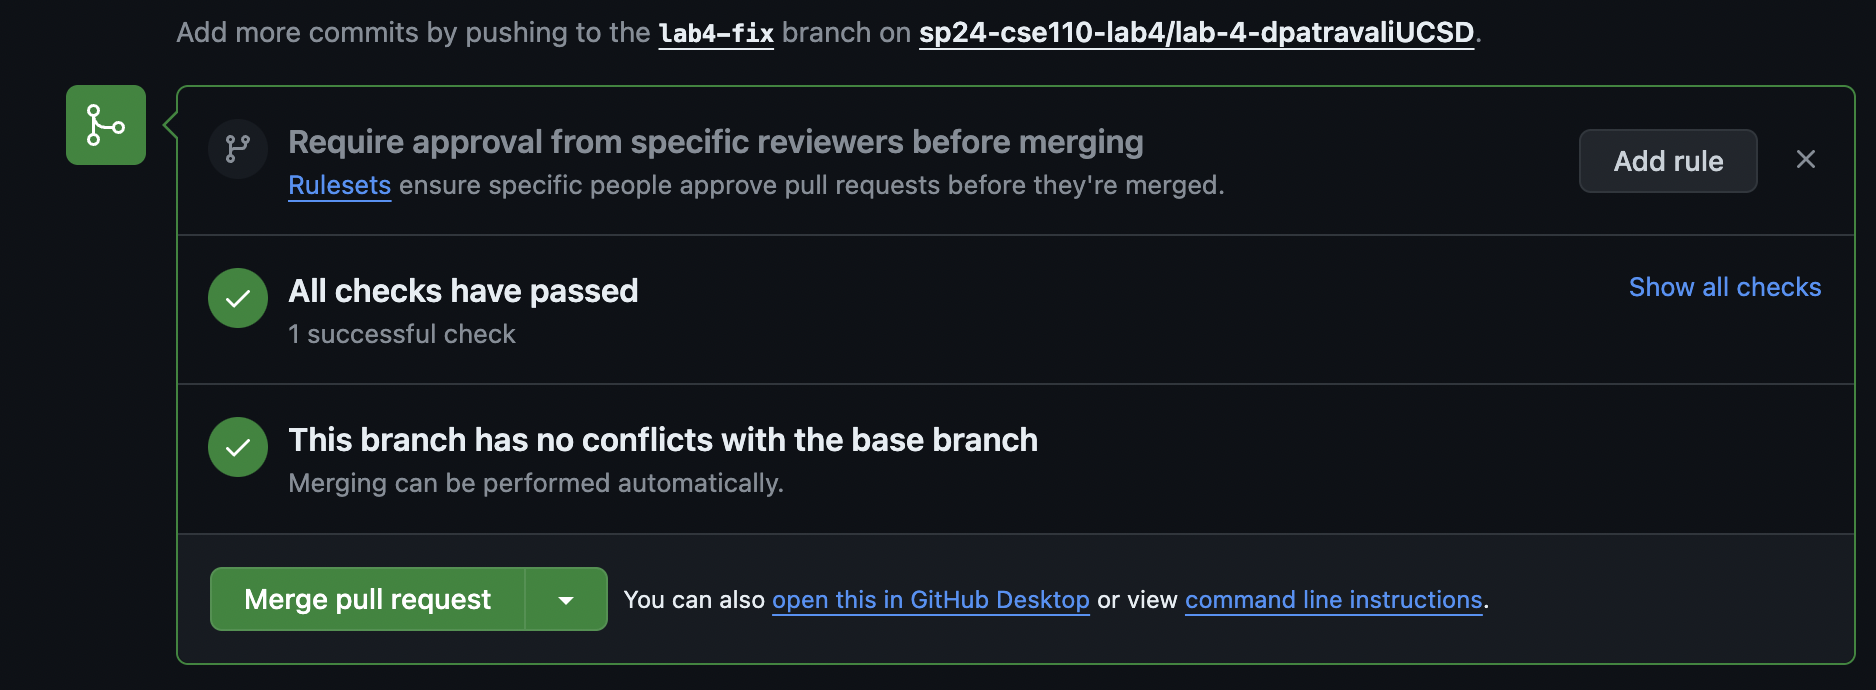 Add more commits by pushing to the lab4-fix branch on sp24-cse110-lab4/lab-4-dpatravaliUCSD.
Require approval from specific reviewers before merging
Rulesets ensure specific people approve pull requests before they're merged.
Add rule
All checks have passed
1 successful check
Show all checks
This branch has no conflicts with the base branch
Merging can be performed automatically.
Merge pull request
You can also open this in GitHub Desktop or view command line instructions.